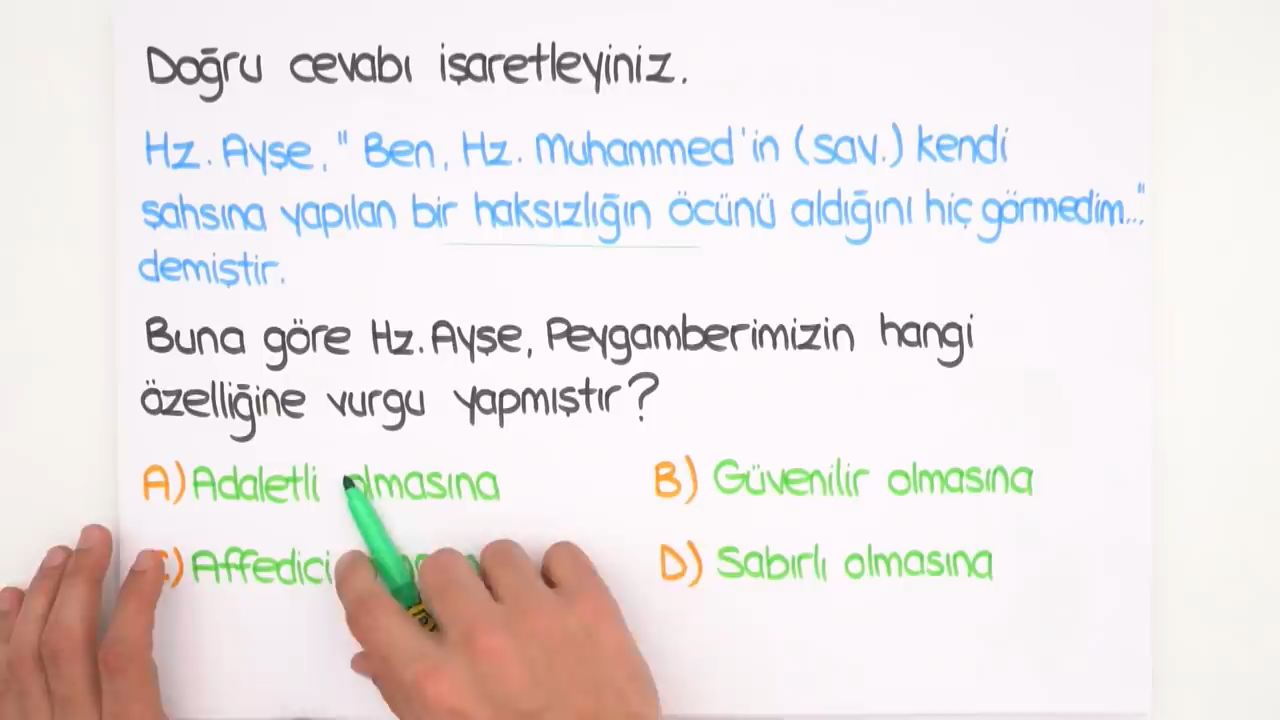 Doğru cevabı işaretleyiniz.
Hz. Ayşe, " Ben, Hz. Muhammed'in (sav.) kendi
şahsına yapılan bir haksızlığın öcünü aldığını hiç görmedim..."
demiştir.
Buna göre Hz. Ayşe, Peygamberimizin hangi
özelliğine vurgu yapmıştır?
A) Adaletli olmasına B) Güvenilir olmasına
) Affedici D) Sabırlı olmasına